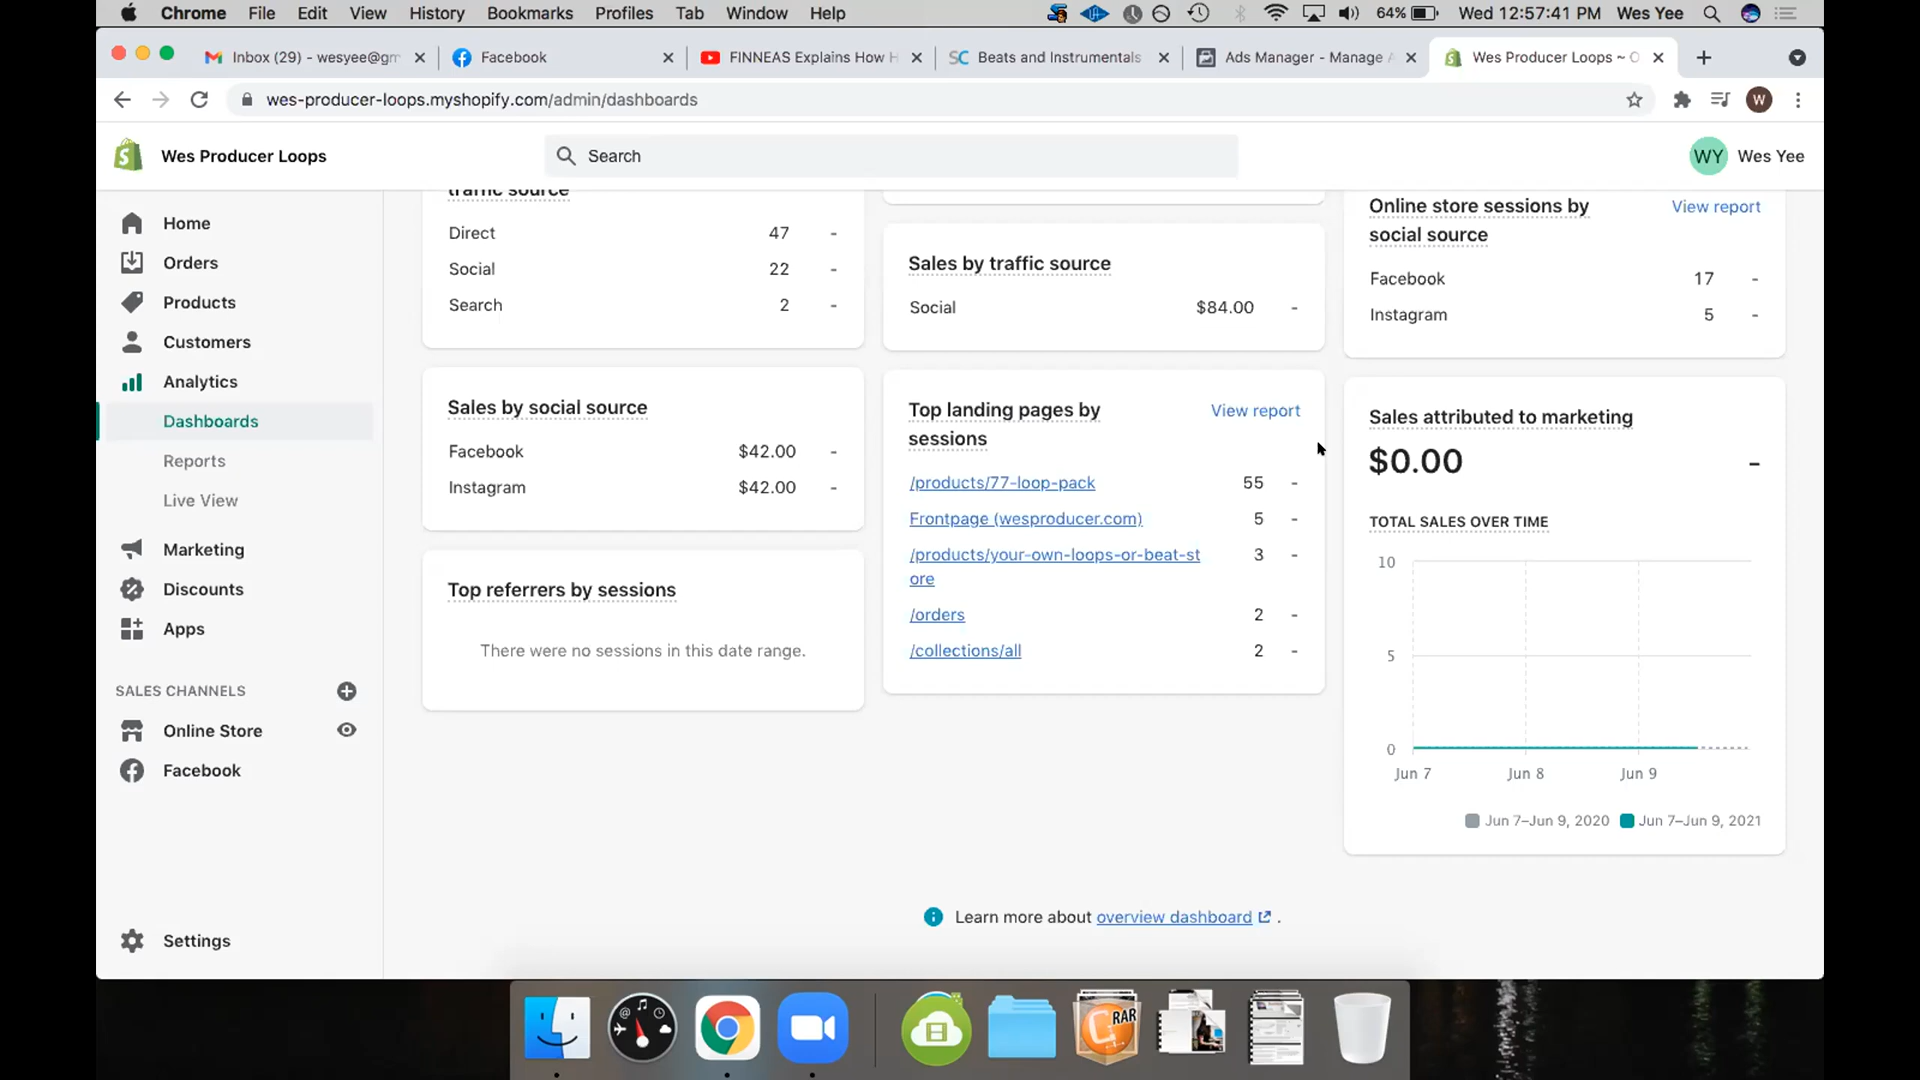 Chrome File Edit View History Bookmarks Profiles Tab Window Help 64% Wed 12:57:41 PM Wes Yee
Inbox (29) - wesyee@gm
Facebook
FINNEAS Explains How H
SC Beats and Instrumentals
Ads Manager - Manage A
Wes Producer Loops ~ O
wes-producer-loops.myshopify.com/admin/dashboards
W
Wes Producer Loops
Search
WY Wes Yee
Home
Orders
Products
Customers
Analytics
Dashboards
Reports
Live View
Marketing
Discounts
Apps
SALES CHANNELS
Online Store
Facebook
Settings
traffic source
Direct 47 -
Social 22 -
Search 2 -
Sales by social source
Facebook $42.00 -
Instagram $42.00 -
Top referrers by sessions
There were no sessions in this date range.
Sales by traffic source
Social $84.00 -
Top landing pages by
sessions
View report
/products/77-loop-pack 55 -
Frontpage (wesproducer.com) 5 -
/products/your-own-loops-or-beat-st 3 -
ore
/orders 2 -
/collections/all 2 -
Online store sessions by
social source
View report
Facebook 17 -
Instagram 5 -
Sales attributed to marketing
$0.00 -
TOTAL SALES OVER TIME
10
5
0
Jun 7 Jun 8 Jun 9
Jun 7–Jun 9, 2020 Jun 7–Jun 9, 2021
Learn more about overview dashboard .
RAR